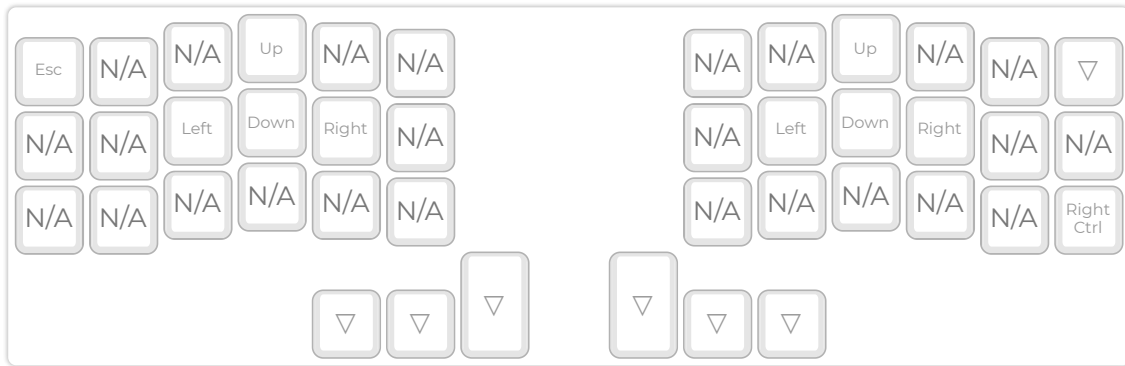 Esc N/A N/A Up N/A N/A N/A N/A Up N/A N/A ▽
N/A N/A Left Down Right N/A N/A Left Down Right N/A N/A
N/A N/A N/A N/A N/A N/A N/A N/A N/A N/A N/A Right
Ctrl
▽ ▽ ▽ ▽ ▽ ▽